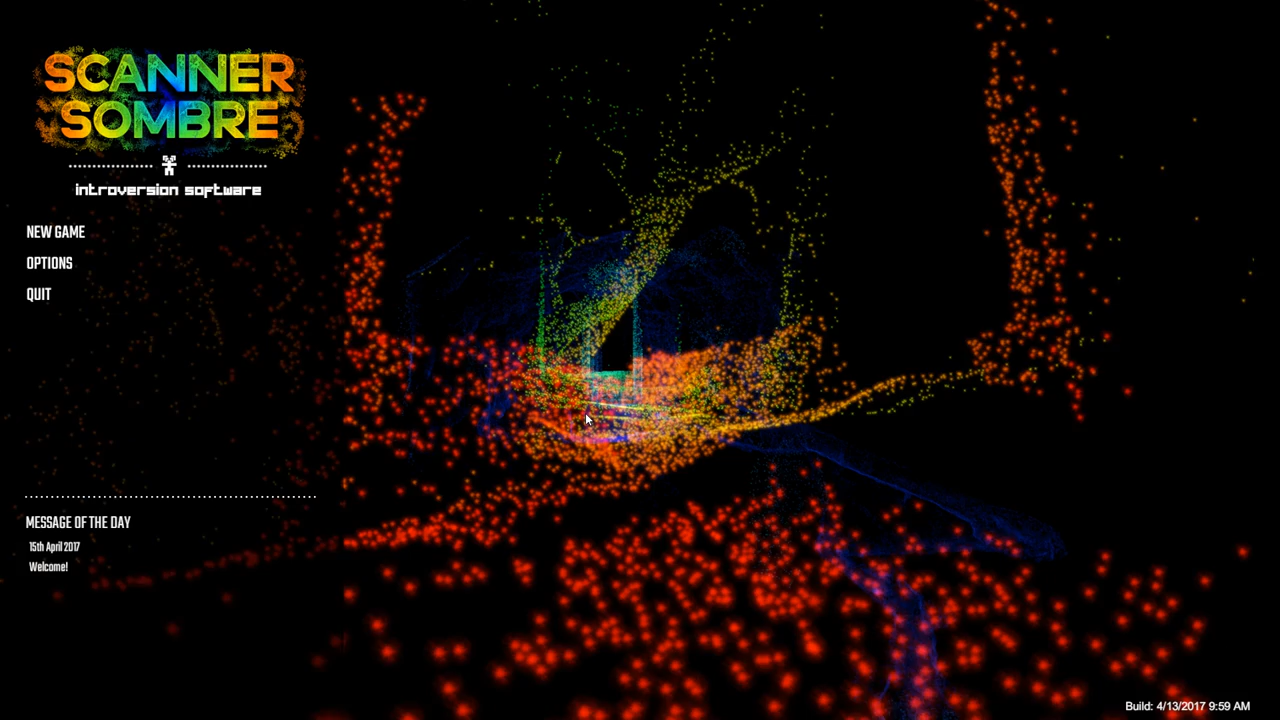 SCANNER
SOMBRE
introversion software
NEW GAME
OPTIONS
QUIT
MESSAGE OF THE DAY
15th April 2017
Welcome!
Build: 4/13/2017 9:59 AM